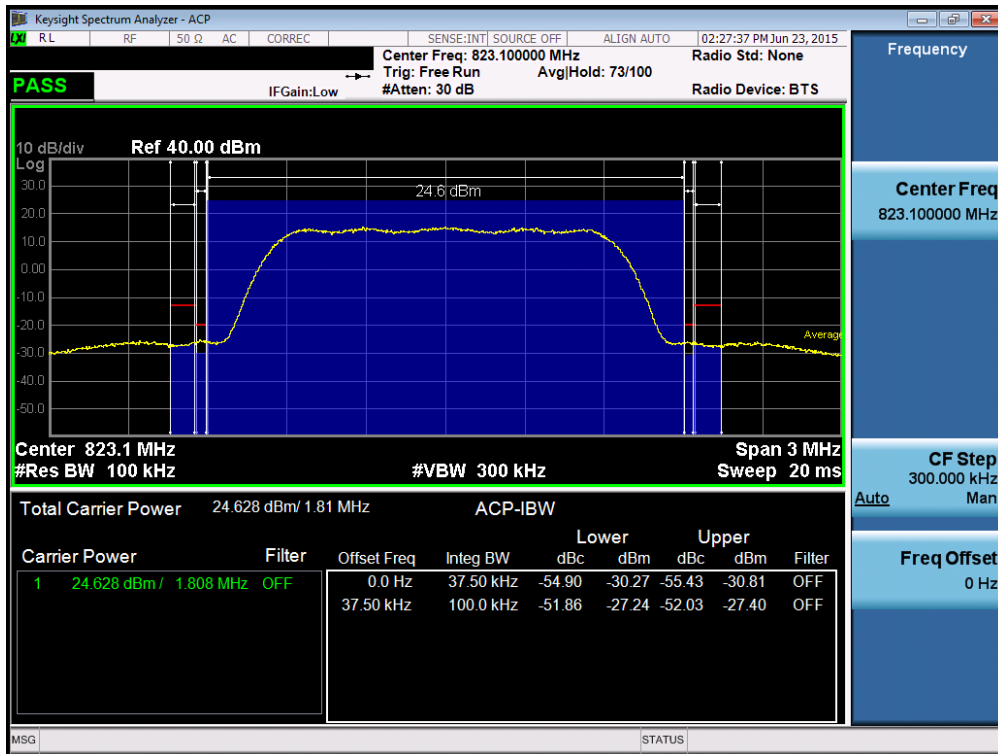 Keysight Spectrum Analyzer - ACP
LXI RL RF 50 Ω AC CORREC SENSE:INT SOURCE OFF ALIGN AUTO 02:27:37 PM Jun 23, 2015
Center Freq: 823.100000 MHz Radio Std: None
Trig: Free Run Avg|Hold: 73/100
PASS IFGain:Low #Atten: 30 dB Radio Device: BTS
Frequency
10 dB/div Ref 40.00 dBm
Log
30.0
24.6 dBm
20.0
10.0
0.00
-10.0
-20.0
Average
-30.0
-40.0
-50.0
Center 823.1 MHz Span 3 MHz
#Res BW 100 kHz #VBW 300 kHz Sweep 20 ms
Total Carrier Power 24.628 dBm/ 1.81 MHz ACP-IBW
Lower Upper
Carrier Power Filter Offset Freq Integ BW dBc dBm dBc dBm Filter
1 24.628 dBm / 1.808 MHz OFF 0.0 Hz 37.50 kHz -54.90 -30.27 -55.43 -30.81 OFF
37.50 kHz 100.0 kHz -51.86 -27.24 -52.03 -27.40 OFF
Center Freq
823.100000 MHz
CF Step
300.000 kHz
Auto Man
Freq Offset
0 Hz
MSG STATUS